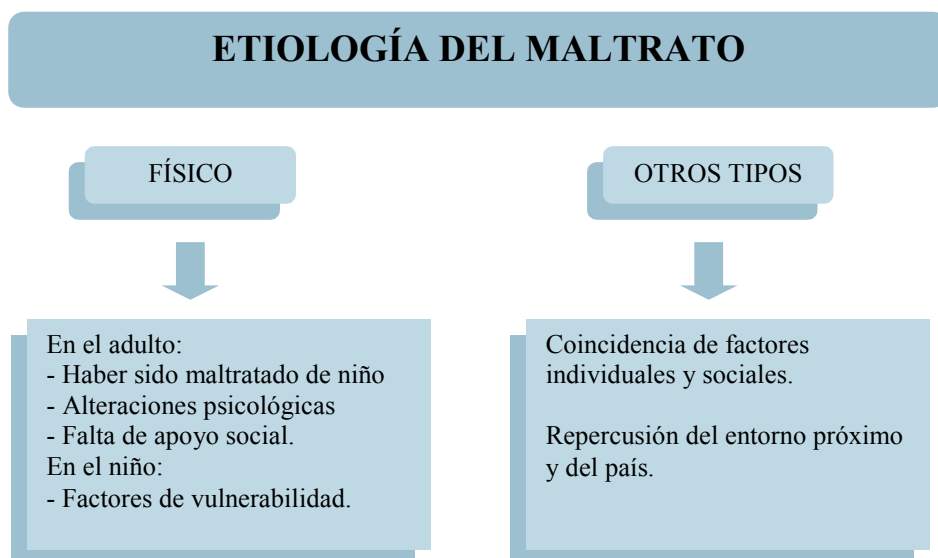 ETIOLOGÍA DEL MALTRATO
FÍSICO
En el adulto:
- Haber sido maltratado de niño
- Alteraciones psicológicas
- Falta de apoyo social.
En el niño:
- Factores de vulnerabilidad.
OTROS TIPOS
Coincidencia de factores
individuales y sociales.
Repercusión del entorno próximo
y del país.